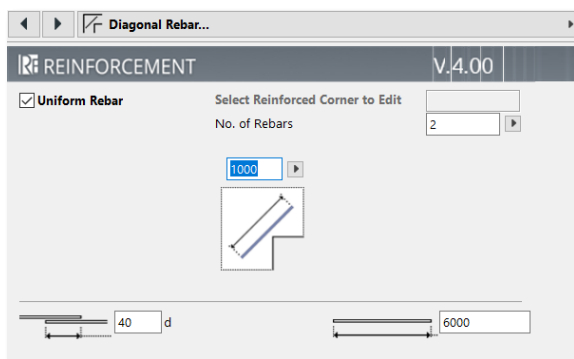 Diagonal Rebar...
REINFORCEMENT V.4.00
Uniform Rebar Select Reinforced Corner to Edit
No. of Rebars 2
1000
40 d 6000